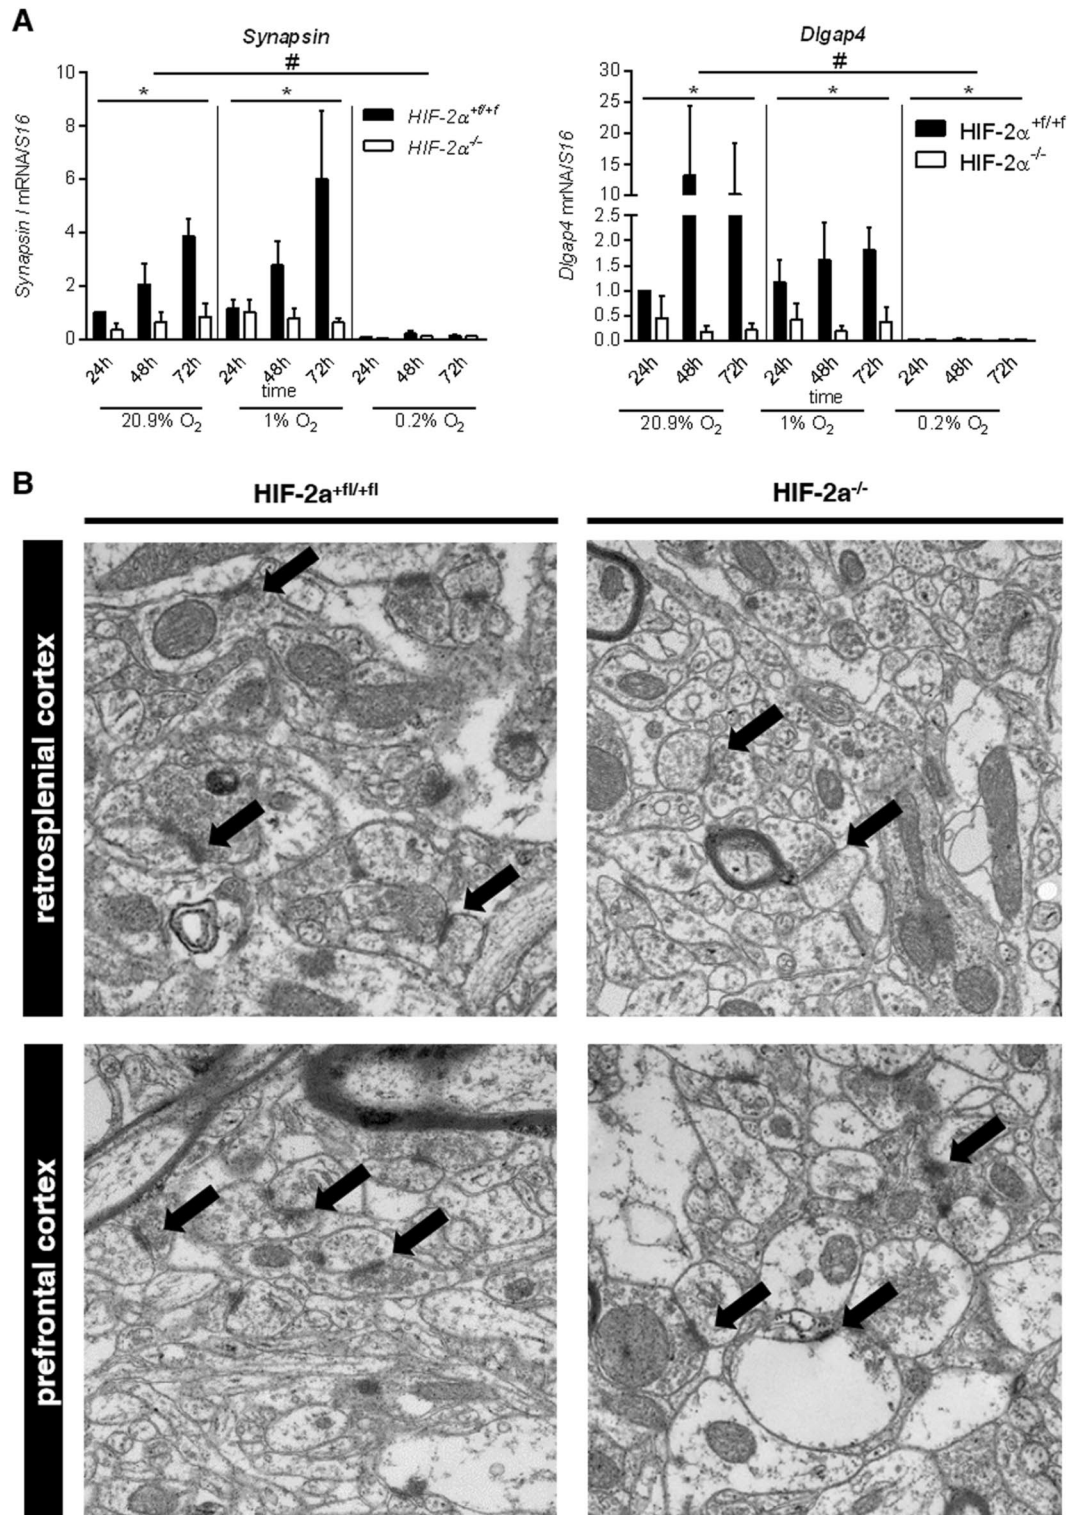 A
Synapsin
#
*
*
Synapsin I mRNA/S16
10
8
6
4
2
0
HIF-2α+f/+f
HIF-2α-/-
24h 48h 72h 24h 48h 72h 24h 48h 72h
time
20.9% O2 1% O2 0.2% O2
Dlgap4
#
*
*
*
Dlgap4 mrNA/S16
30
25
20
15
10
2.5
2.0
1.5
1.0
0.5
0.0
HIF-2α+f/+f
HIF-2α-/-
24h 48h 72h 24h 48h 72h 24h 48h 72h
time
20.9% O2 1% O2 0.2% O2
B
HIF-2a+fl/+fl
HIF-2a-/-
retrosplenial cortex
prefrontal cortex